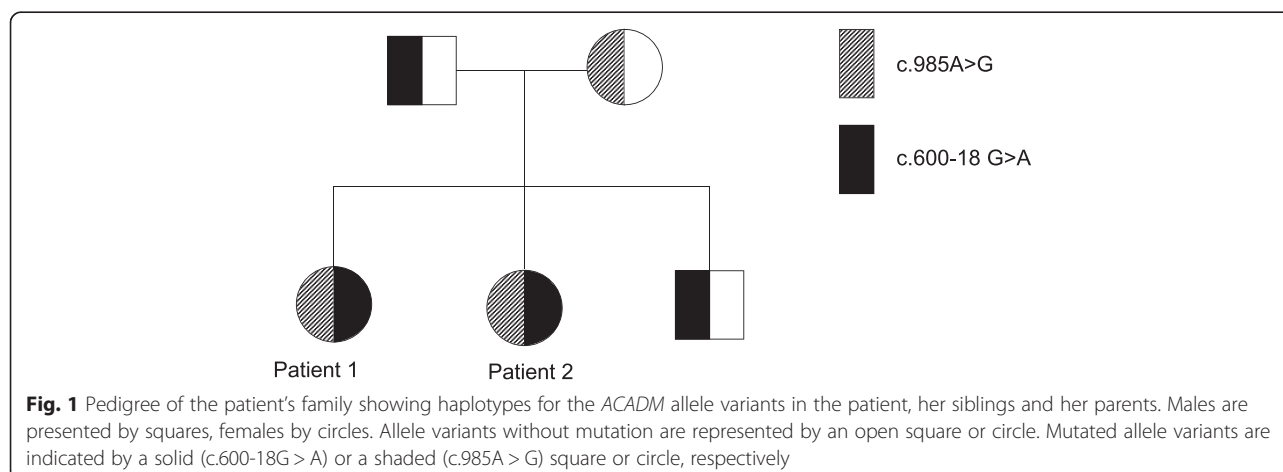 c.985A>G
c.600-18 G>A
Patient 1
Patient 2
Fig. 1 Pedigree of the patient's family showing haplotypes for the ACADM allele variants in the patient, her siblings and her parents. Males are
presented by squares, females by circles. Allele variants without mutation are represented by an open square or circle. Mutated allele variants are
indicated by a solid (c.600-18G > A) or a shaded (c.985A > G) square or circle, respectively